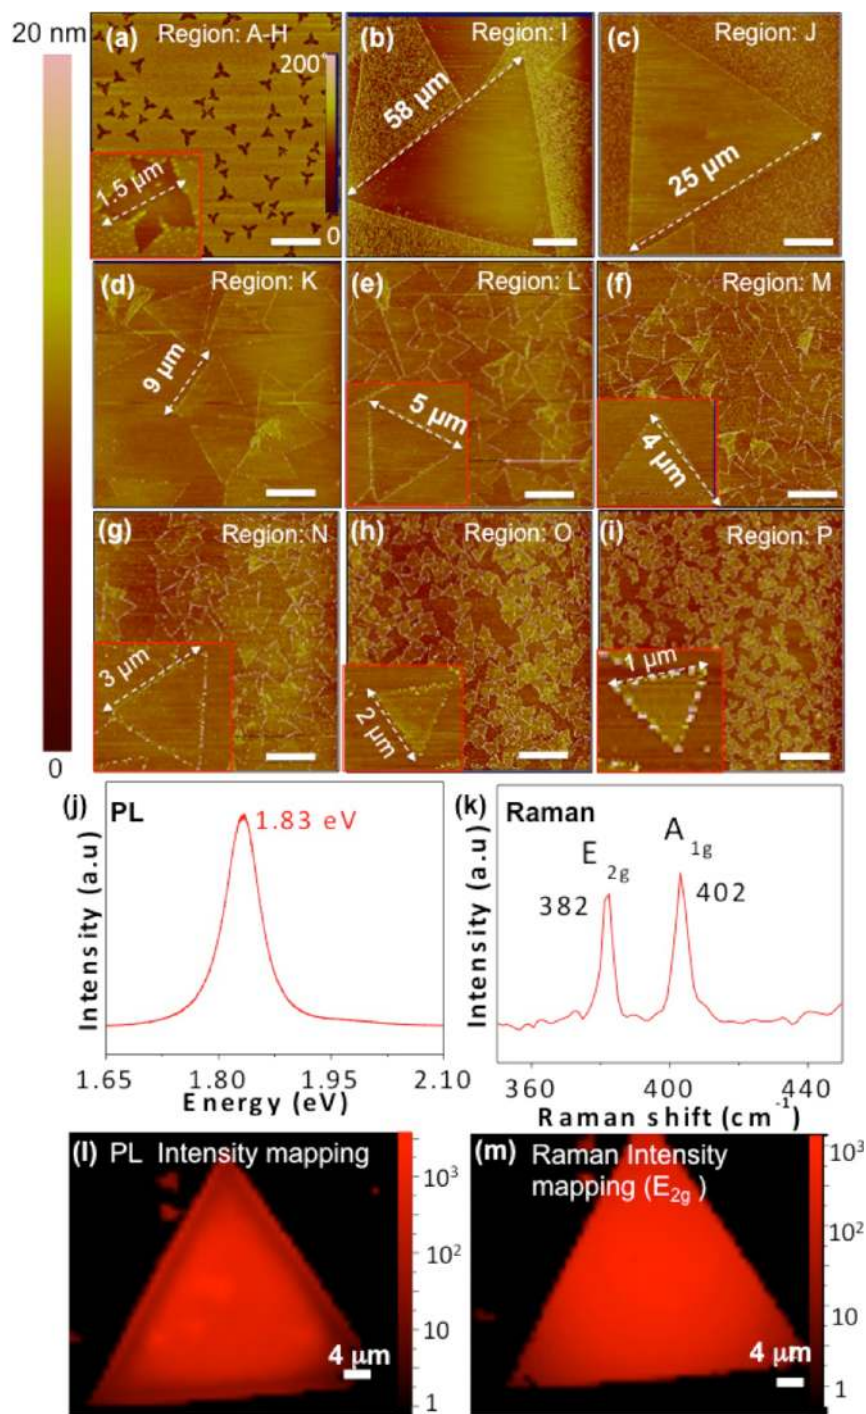 20 nm
0
(a) Region: A-H
200°
0
1.5 μm
(b) Region: I
58 μm
(c) Region: J
25 μm
(d) Region: K
9 μm
(e) Region: L
5 μm
(f) Region: M
4 μm
(g) Region: N
3 μm
(h) Region: O
2 μm
(i) Region: P
1 μm
(j) PL
1.83 eV
Intensity (a.u)
1.65 1.80 1.95 2.10
Energy (eV)
(k) Raman
E2g
382
A1g
402
Intensity (a.u)
360 400 440
Raman shift (cm⁻¹)
(l) PL Intensity mapping
10³
10²
10
1
4 μm
(m) Raman Intensity
mapping (E2g )
10³
10²
10
1
4 μm